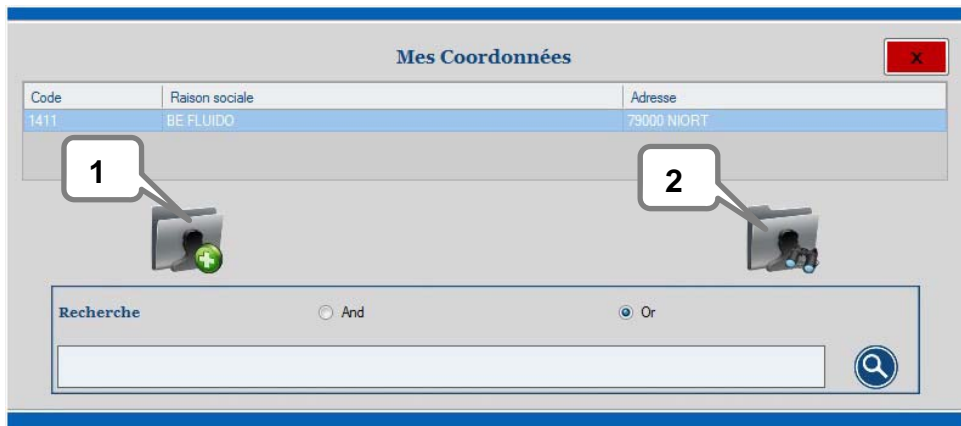 Mes Coordonnées
x
Code Raison sociale Adresse
1411 BE FLUIDO 79000 NIORT
1
2
Recherche And Or